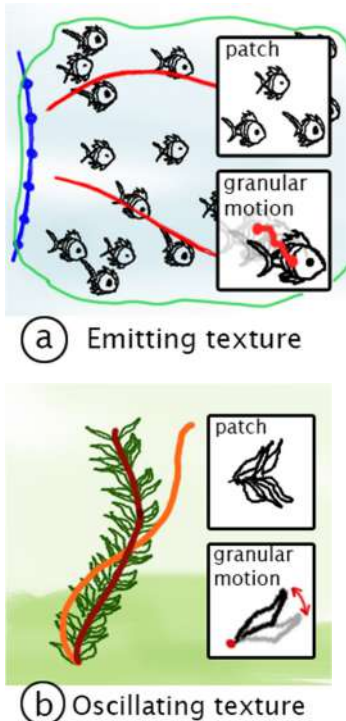 patch
granular
motion
a Emitting texture
patch
granular
motion
b Oscillating texture